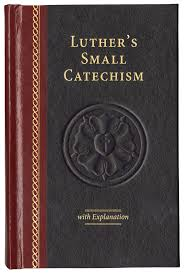 LUTHER'S
SMALL CATECHISM
with Explanation